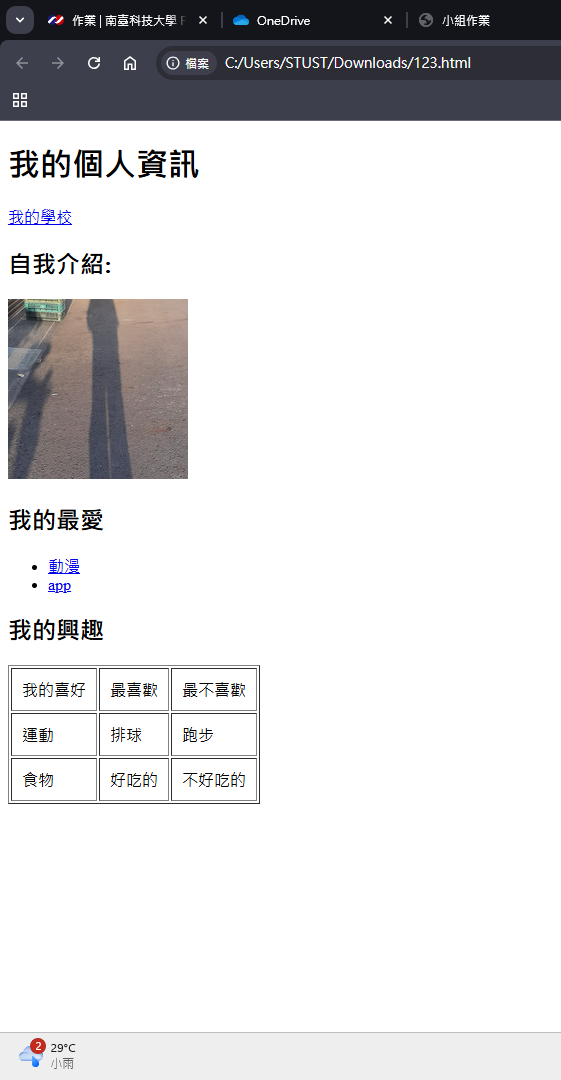 作業 | 南臺科技大學
OneDrive
小組作業
檔案 C:/Users/STUST/Downloads/123.html
我的個人資訊
我的學校
自我介紹:
我的最愛
動漫
app
我的興趣
我的喜好 最喜歡 最不喜歡
運動 排球 跑步
食物 好吃的 不好吃的
2 29°C
小雨